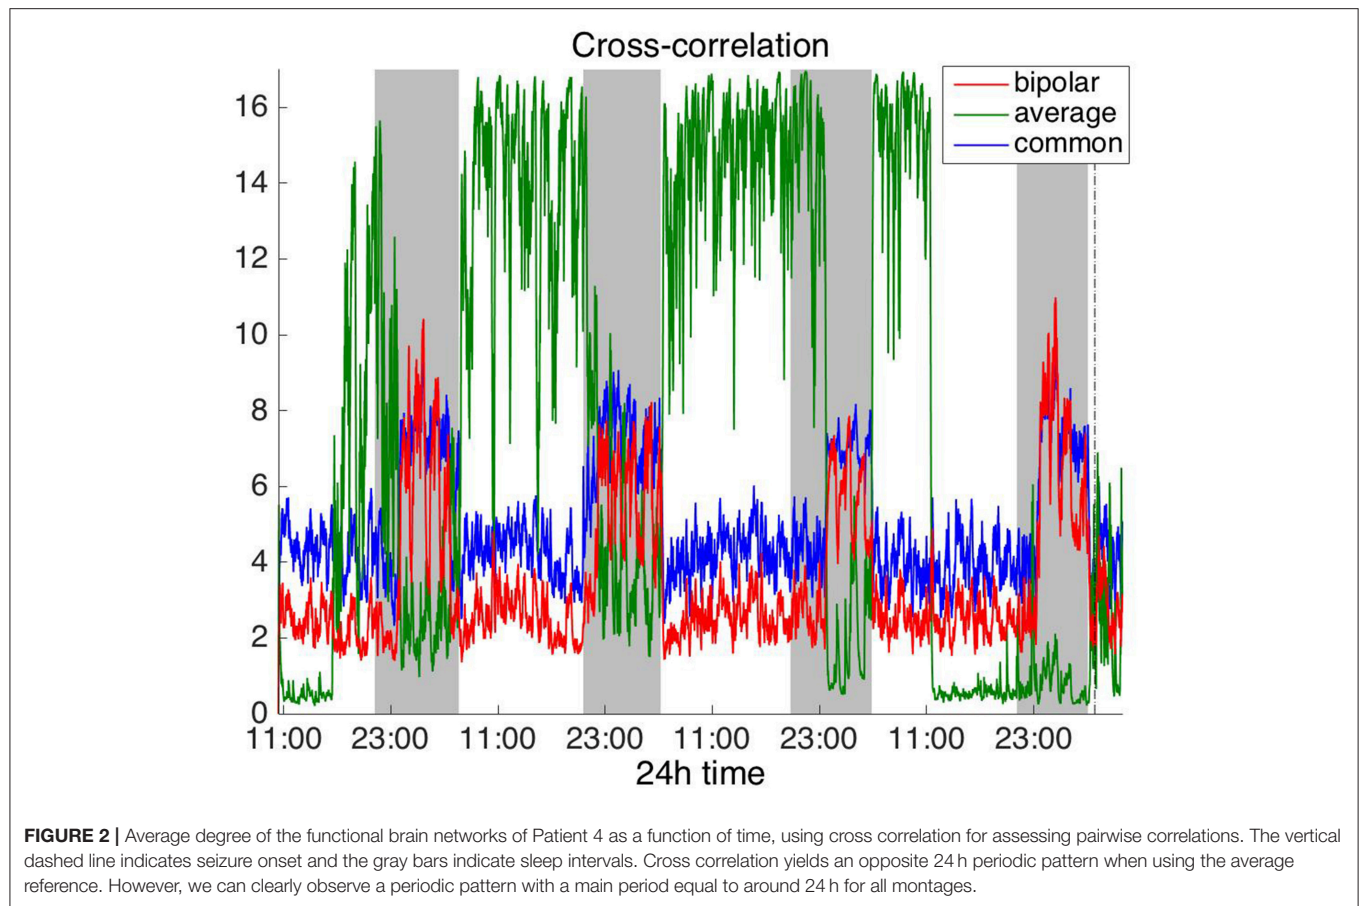 Cross-correlation
bipolar
average
common
16
14
12
10
8
6
4
2
0
11:00 23:00 11:00 23:00 11:00 23:00 11:00 23:00
24h time
FIGURE 2 | Average degree of the functional brain networks of Patient 4 as a function of time, using cross correlation for assessing pairwise correlations. The vertical
dashed line indicates seizure onset and the gray bars indicate sleep intervals. Cross correlation yields an opposite 24 h periodic pattern when using the average
reference. However, we can clearly observe a periodic pattern with a main period equal to around 24 h for all montages.